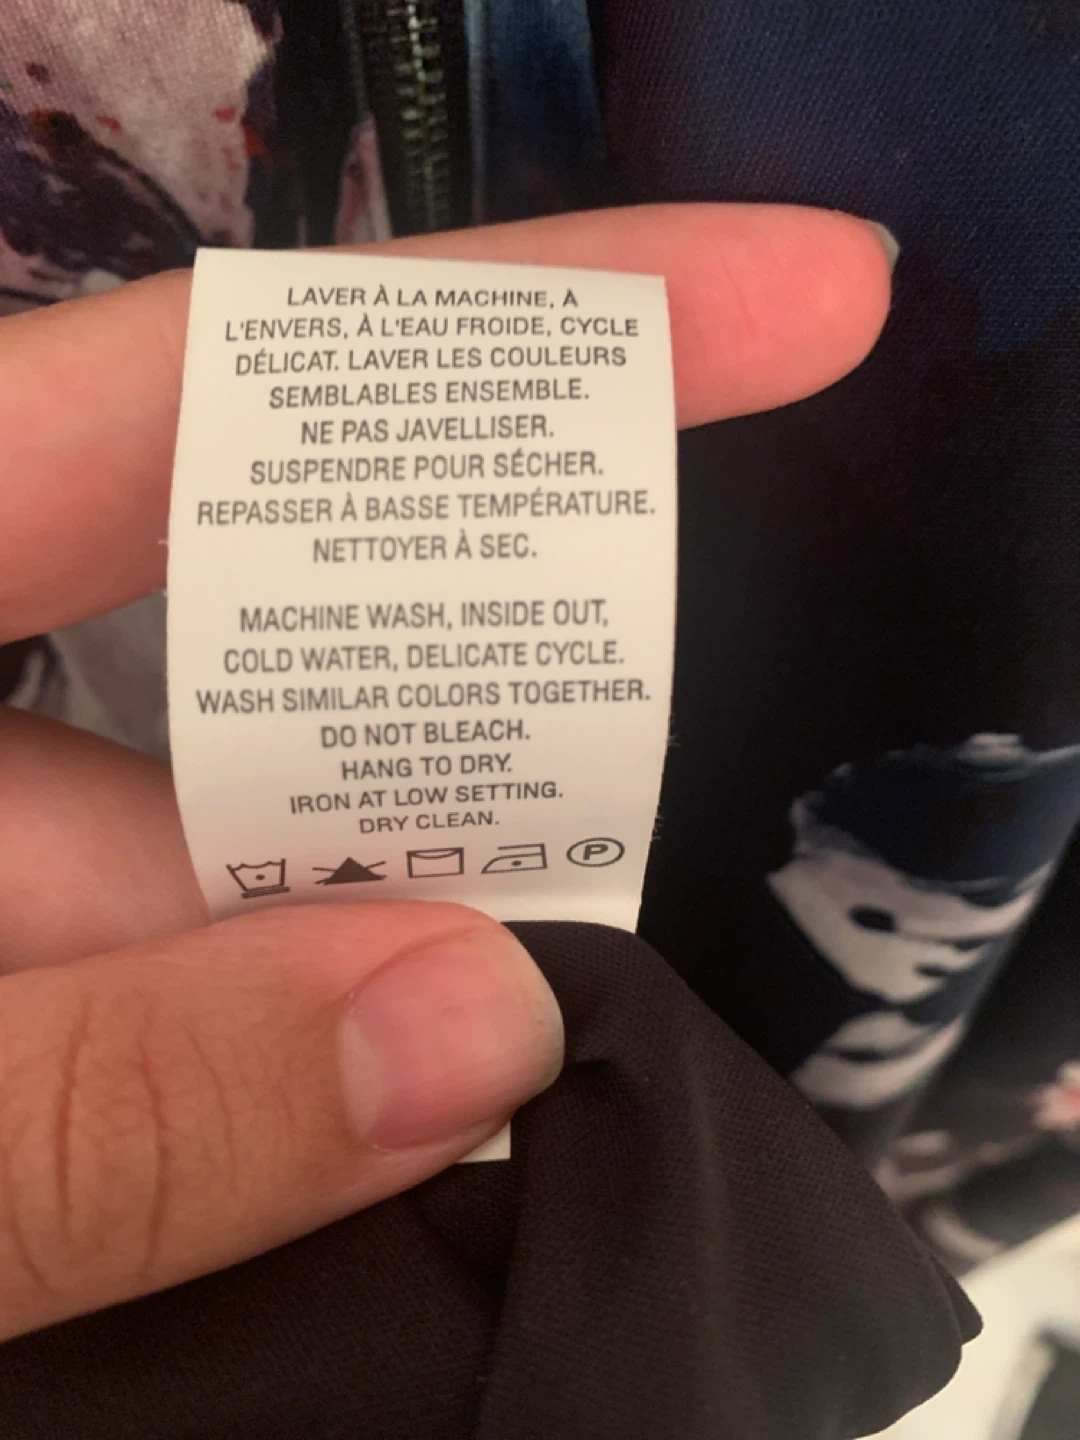 LAVER À LA MACHINE, À
L'ENVERS, À L'EAU FROIDE, CYCLE
DÉLICAT. LAVER LES COULEURS
SEMBLABLES ENSEMBLE.
NE PAS JAVELLISER.
SUSPENDRE POUR SÉCHER.
REPASSER À BASSE TEMPÉRATURE.
NETTOYER À SEC.
MACHINE WASH, INSIDE OUT,
COLD WATER, DELICATE CYCLE.
WASH SIMILAR COLORS TOGETHER.
DO NOT BLEACH.
HANG TO DRY.
IRON AT LOW SETTING.
DRY CLEAN.
P